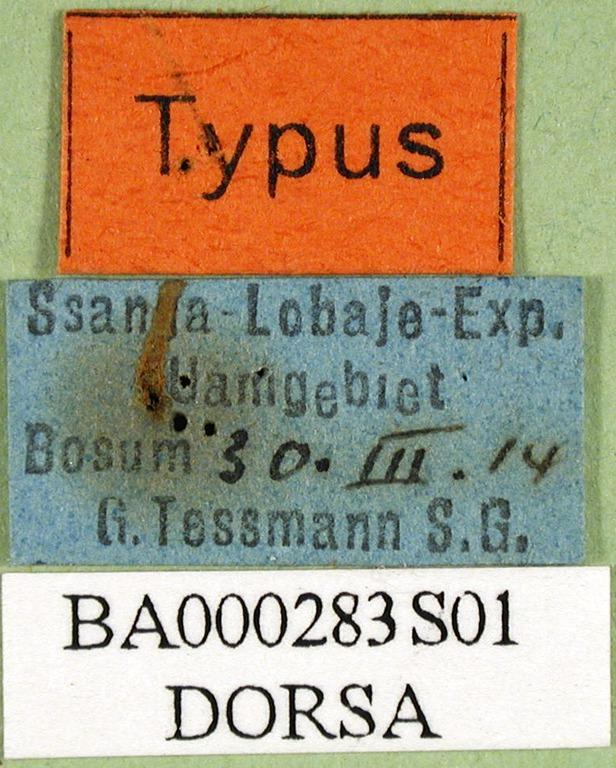 Typus
Ssanga-Lobaje-Exp.
Uamgebiet
Bosum 30. III. 14
G. Tessmann S.G.
BA000283S01
DORSA